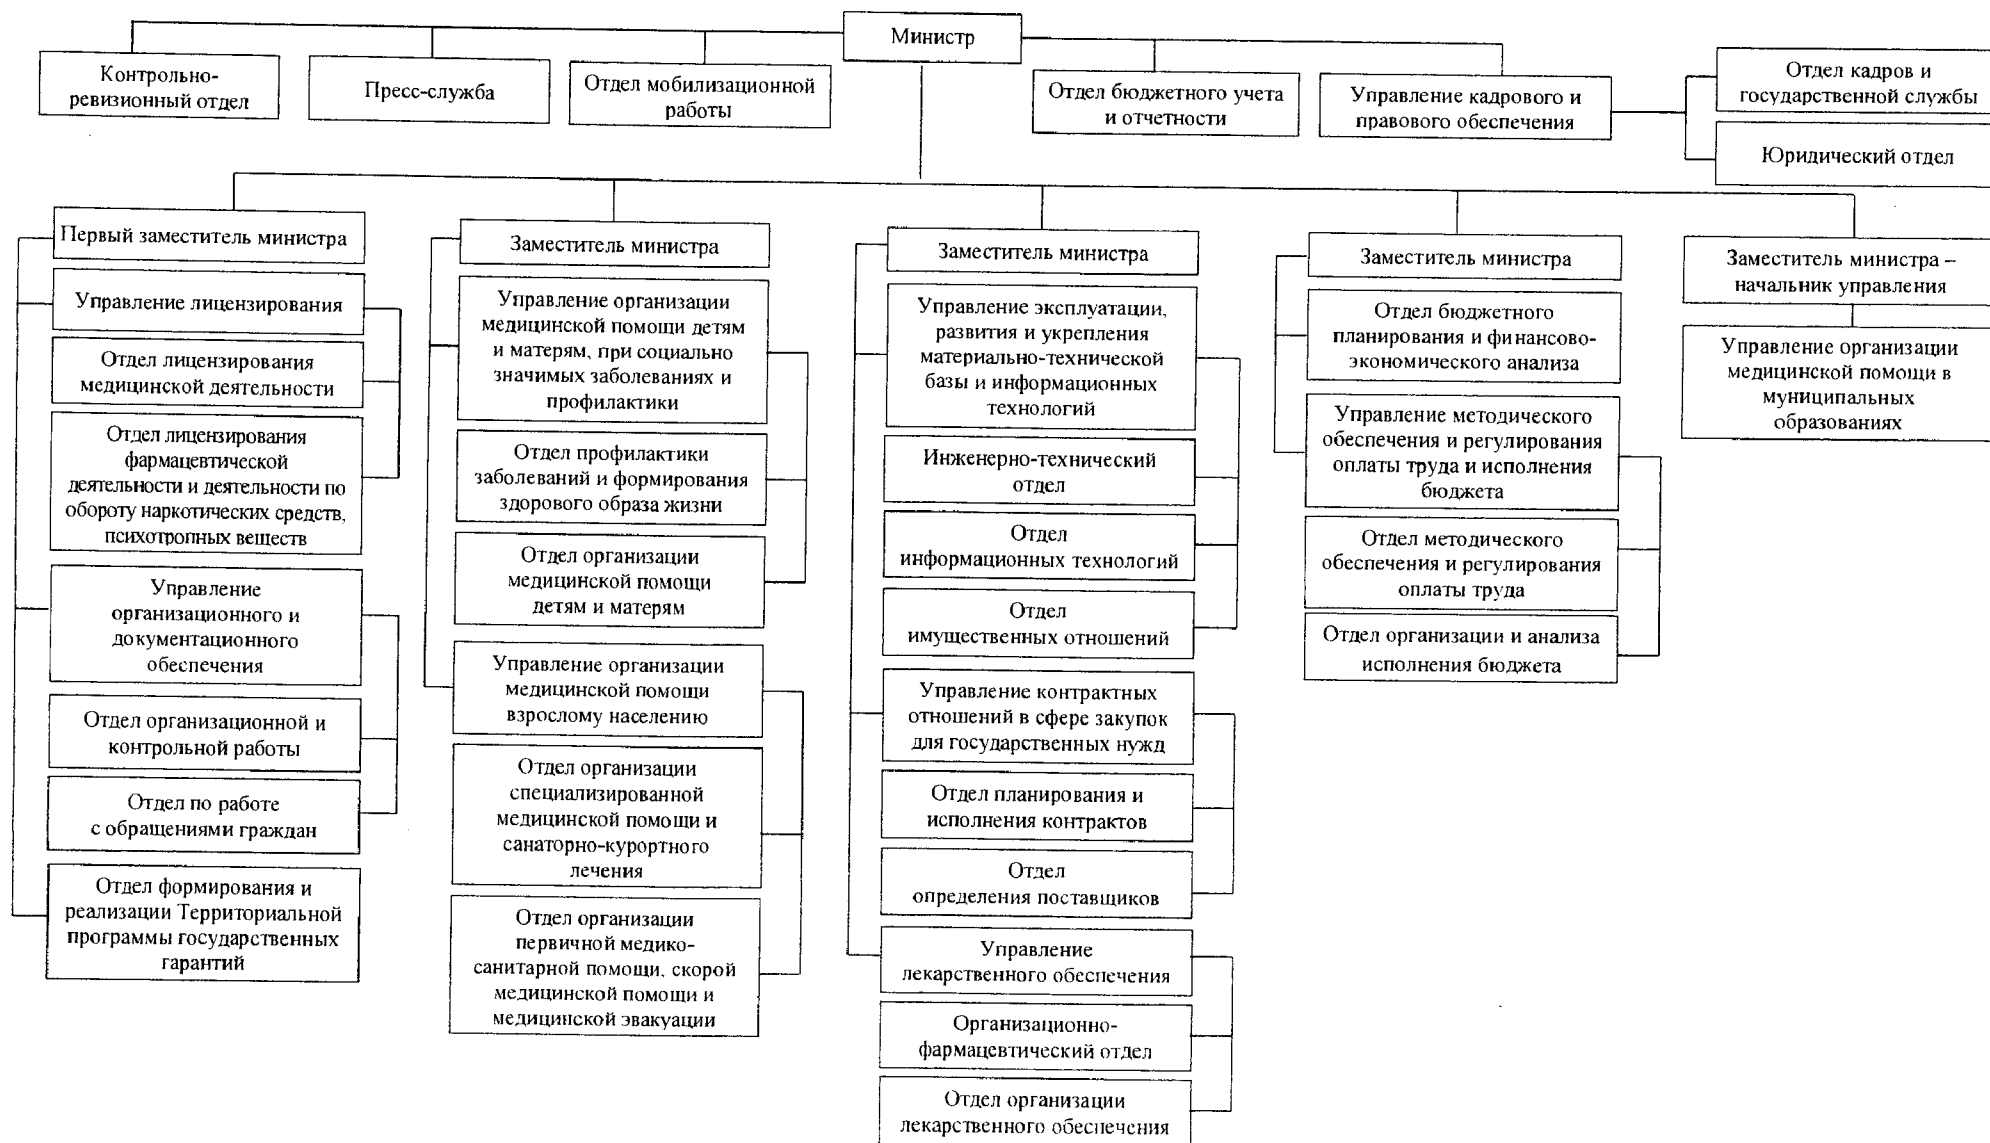 Министр
Контрольно-
ревизионный отдел
Пресс-служба
Отдел мобилизационной
работы
Отдел бюджетного учета
и отчетности
Управление кадрового и
правового обеспечения
Отдел кадров и
государственной службы
Юридический отдел
Первый заместитель министра
Управление лицензирования
Отдел лицензирования
медицинской деятельности
Отдел лицензирования
фармацевтической
деятельности и деятельности по
обороту наркотических средств,
психотропных веществ
Управление
организационного и
документационного
обеспечения
Отдел организационной и
контрольной работы
Отдел по работе
с обращениями граждан
Отдел формирования и
реализации Территориальной
программы государственных
гарантий
Заместитель министра
Управление организации
медицинской помощи детям
и матерям, при социально
значимых заболеваниях и
профилактики
Отдел профилактики
заболеваний и формирования
здорового образа жизни
Отдел организации
медицинской помощи
детям и матерям
Управление организации
медицинской помощи
взрослому населению
Отдел организации
специализированной
медицинской помощи и
санаторно-курортного
лечения
Отдел организации
первичной медико-
санитарной помощи, скорой
медицинской помощи и
медицинской эвакуации
Заместитель министра
Управление эксплуатации,
развития и укрепления
материально-технической
базы и информационных
технологий
Инженерно-технический
отдел
Отдел
информационных технологий
Отдел
имущественных отношений
Управление контрактных
отношений в сфере закупок
для государственных нужд
Отдел планирования и
исполнения контрактов
Отдел
определения поставщиков
Управление
лекарственного обеспечения
Организационно-
фармацевтический отдел
Отдел организации
лекарственного обеспечения
Заместитель министра
Отдел бюджетного
планирования и финансово-
экономического анализа
Управление методического
обеспечения и регулирования
оплаты труда и исполнения
бюджета
Отдел методического
обеспечения и регулирования
оплаты труда
Отдел организации и анализа
исполнения бюджета
Заместитель министра –
начальник управления
Управление организации
медицинской помощи в
муниципальных
образованиях